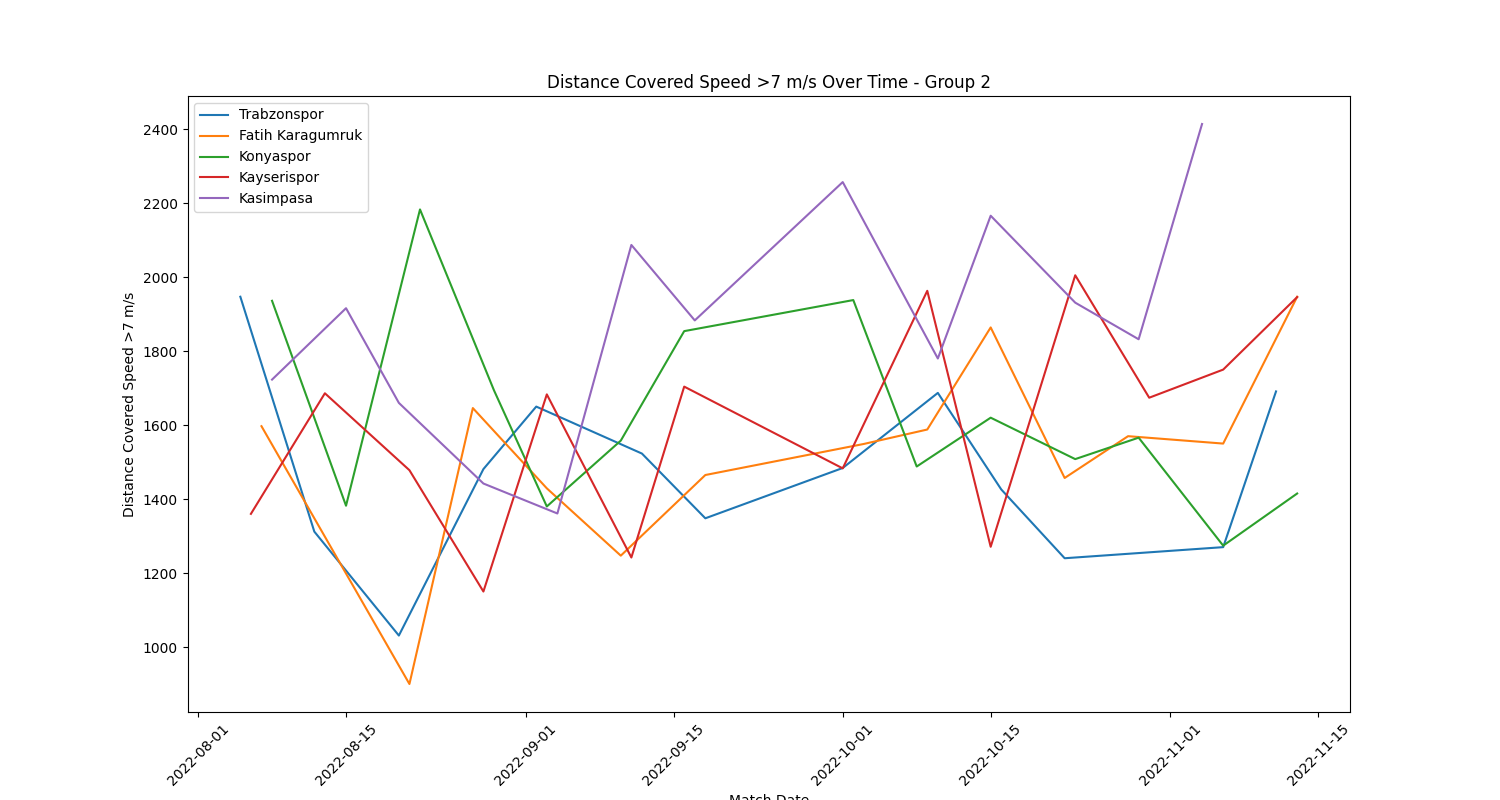 Distance Covered Speed >7 m/s Over Time - Group 2
Trabzonspor
Fatih Karagumruk
Konyaspor
Kayserispor
Kasimpasa
Distance Covered Speed >7 m/s
2400
2200
2000
1800
1600
1400
1200
1000
2022-08-01
2022-08-15
2022-09-01
2022-09-15
2022-10-01
2022-10-15
2022-11-01
2022-11-15
Match Date